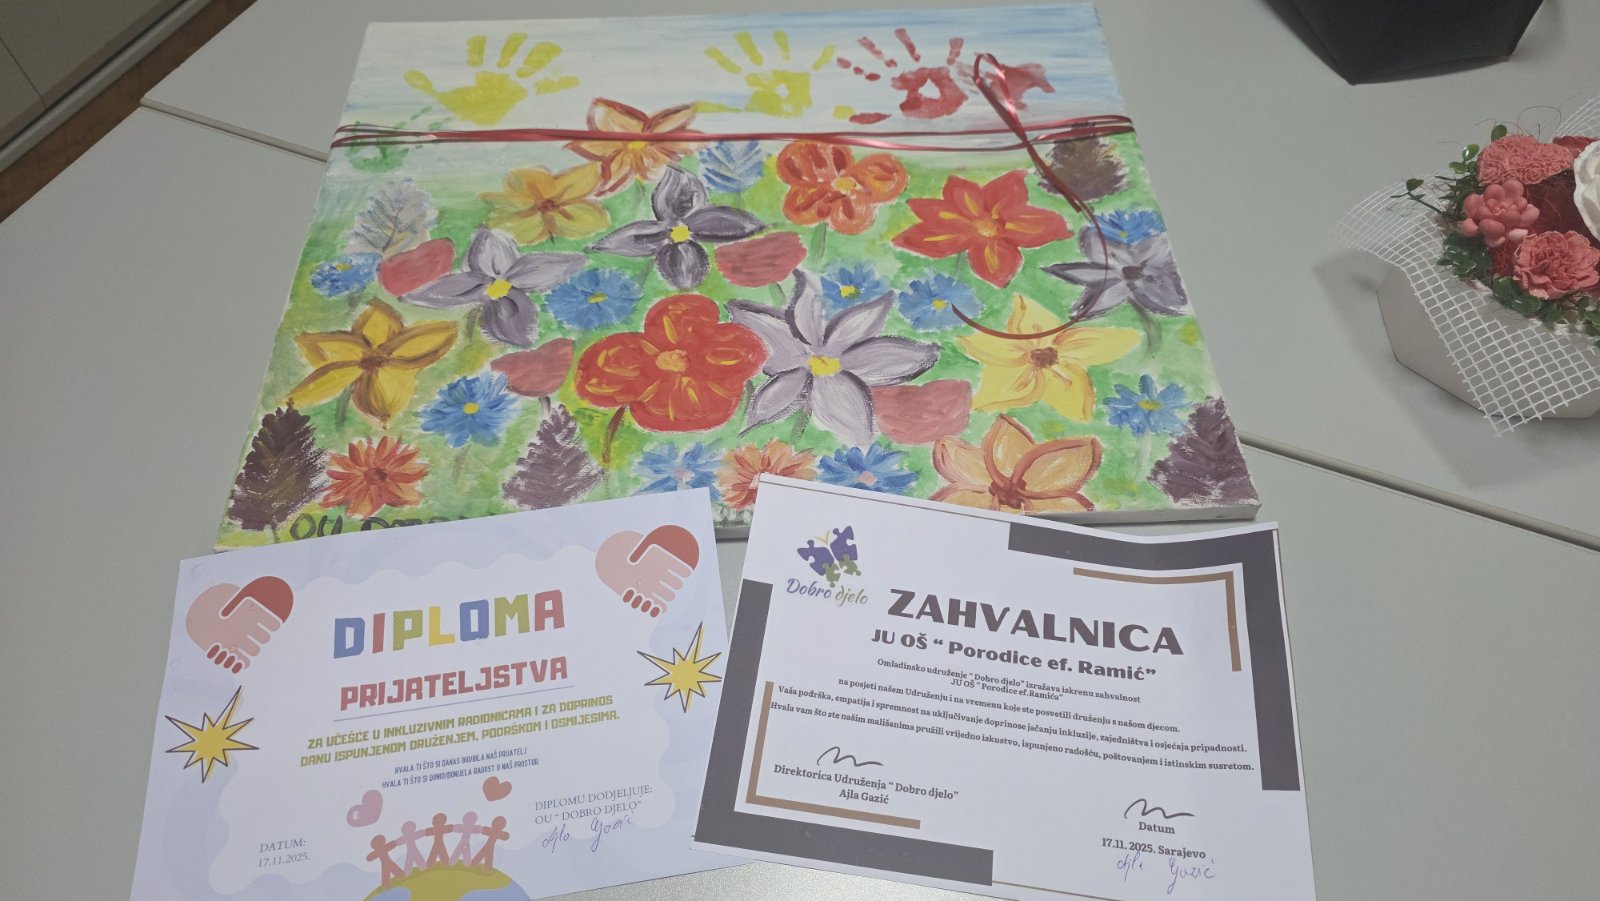 OU
DIPLOMA
PRIJATELJSTVA
ZA UČEŠĆE U INKLUZIVNIM RADIONICAMA I ZA DOPRINOS
DANU ISPUNJENOM DRUŽENJEM, PODRŠKOM I OSMIJESIMA.
HVALA TI ŠTO SI DANAS BIO/BILA NAŠ PRIJATELJ.
HVALA TI ŠTO SI DONIO/DONIJELA RADOST U NAŠ PROSTOR.
DIPLOMU DODJELJUJE:
OU “ DOBRO DJELO”
Ajla Gazić
DATUM:
17.11.2025.
Dobro djelo
ZAHVALNICA
JU OŠ “ Porodice ef. Ramić”
Omladinsko udruženje “ Dobro djelo” izražava iskrenu zahvalnost
JU OŠ “ Porodice ef.Ramića”
na posjeti našem Udruženju i na vremenu koje ste posvetili druženju s našom djecom.
Vaša podrška, empatija i spremnost na uključivanje doprinose jačanju inkluzije, zajedništva i osjećaja pripadnosti.
Hvala vam što ste našim mališanima pružili vrijedno iskustvo, ispunjeno radošću, poštovanjem i istinskim susretom.
Direktorica Udruženja “ Dobro djelo”
Ajla Gazić
Datum
17.11. 2025. Sarajevo
Ajla Gazić